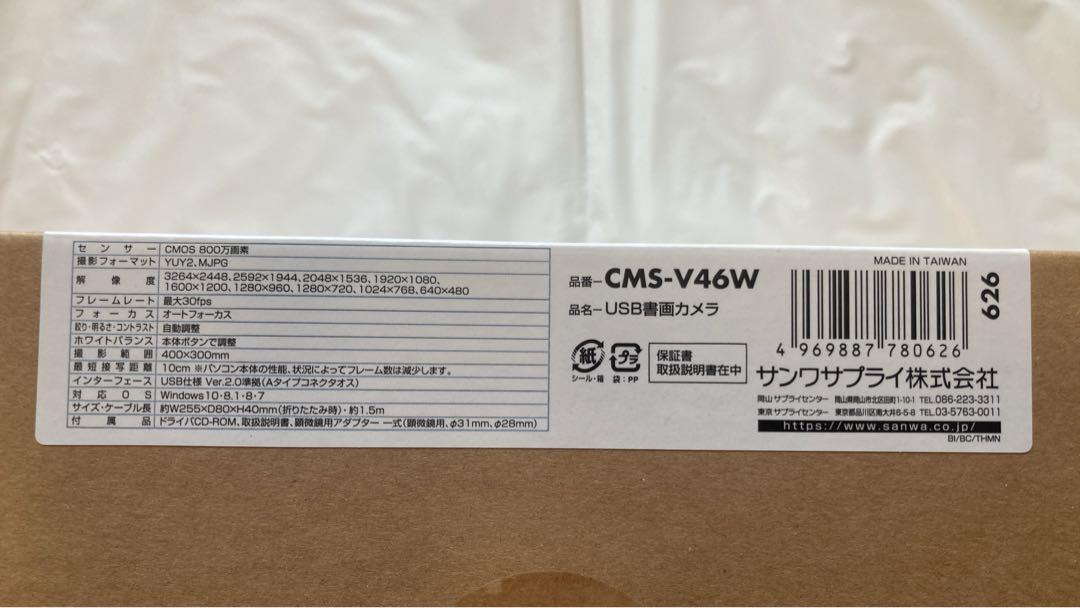 センサー CMOS 800万画素
撮影フォーマット YUY2、MJPG
解像度 3264×2448、2592×1944、2048×1536、1920×1080、
1600×1200、1280×960、1280×720、1024×768、640×480
フレームレート 最大30fps
フォーカス オートフォーカス
絞り・明るさ・コントラスト 自動調整
ホワイトバランス 本体ボタンで調整
撮影範囲 400×300mm
最短接写距離 10cm ※パソコン本体の性能、状況によってフレーム数は減少します。
インターフェース USB仕様 Ver.2.0準拠(Aタイプコネクタオス)
対応OS Windows10・8.1・8・7
サイズ・ケーブル長 約W255×D80×H40mm(折りたたみ時)・約1.5m
付属品 ドライバCD-ROM、取扱説明書、顕微鏡用アダプター 一式(顕微鏡用、φ31mm、φ28mm)
品番-CMS-V46W
品名-USB書画カメラ
紙
シール・箱
プラ
袋:PP
保証書
取扱説明書在中
MADE IN TAIWAN
4 969887 780626
626
サンワサプライ株式会社
岡山 サプライセンター 岡山県岡山市北区田町1-10-1 TEL.086-223-3311
東京 サプライセンター 東京都品川区南大井6-5-8 TEL.03-5763-0011
https://www.sanwa.co.jp/
BI/BC/THMN